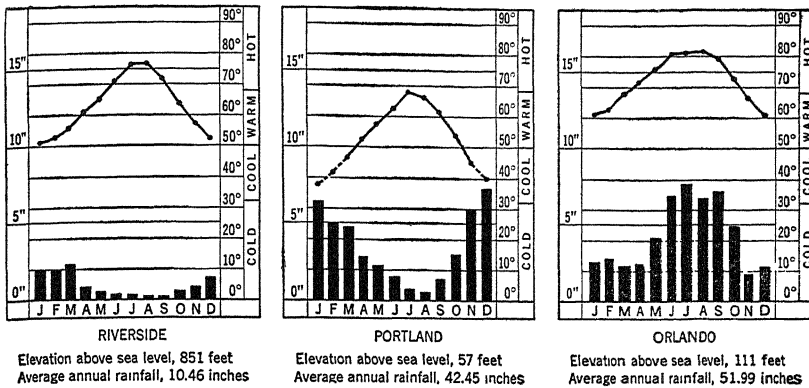 90°
80°
70°
60°
50°
40°
30°
20°
10°
0°
HOT
WARM
COOL
COLD
15"
10"
5"
0"
J F M A M J J A S O N D
RIVERSIDE
Elevation above sea level, 851 feet
Average annual rainfall, 10.46 inches
90°
80°
70°
60°
50°
40°
30°
20°
10°
0°
HOT
WARM
COOL
COLD
15"
10"
5"
0"
J F M A M J J A S O N D
PORTLAND
Elevation above sea level, 57 feet
Average annual rainfall, 42.45 inches
90°
80°
70°
60°
50°
40°
30°
20°
10°
0°
HOT
WARM
COOL
COLD
15"
10"
5"
0"
J F M A M J J A S O N D
ORLANDO
Elevation above sea level, 111 feet
Average annual rainfall, 51.99 inches